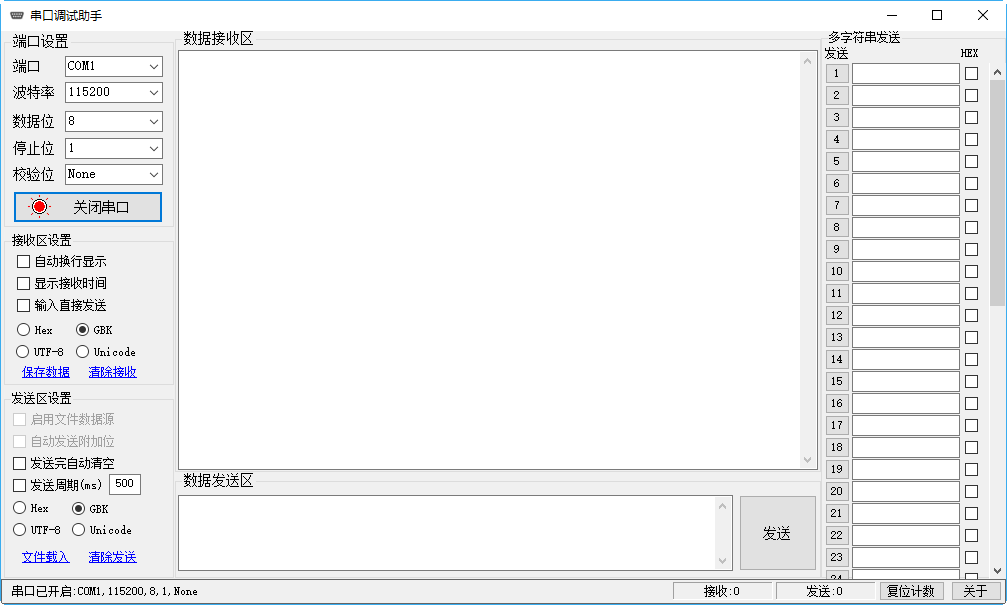 串口调试助手
端口设置
端口 COM1
波特率 115200
数据位 8
停止位 1
校验位 None
关闭串口
接收区设置
自动换行显示
显示接收时间
输入直接发送
Hex GBK
UTF-8 Unicode
保存数据 清除接收
发送区设置
启用文件数据源
自动发送附加位
发送完自动清空
发送周期(ms) 500
Hex GBK
UTF-8 Unicode
文件载入 清除发送
数据接收区
数据发送区
发送
多字符串发送
发送 HEX
1
2
3
4
5
6
7
8
9
10
11
12
13
14
15
16
17
18
19
20
21
22
23
24
串口已开启:COM1,115200,8,1,None
接收:0
发送:0
复位计数
关于